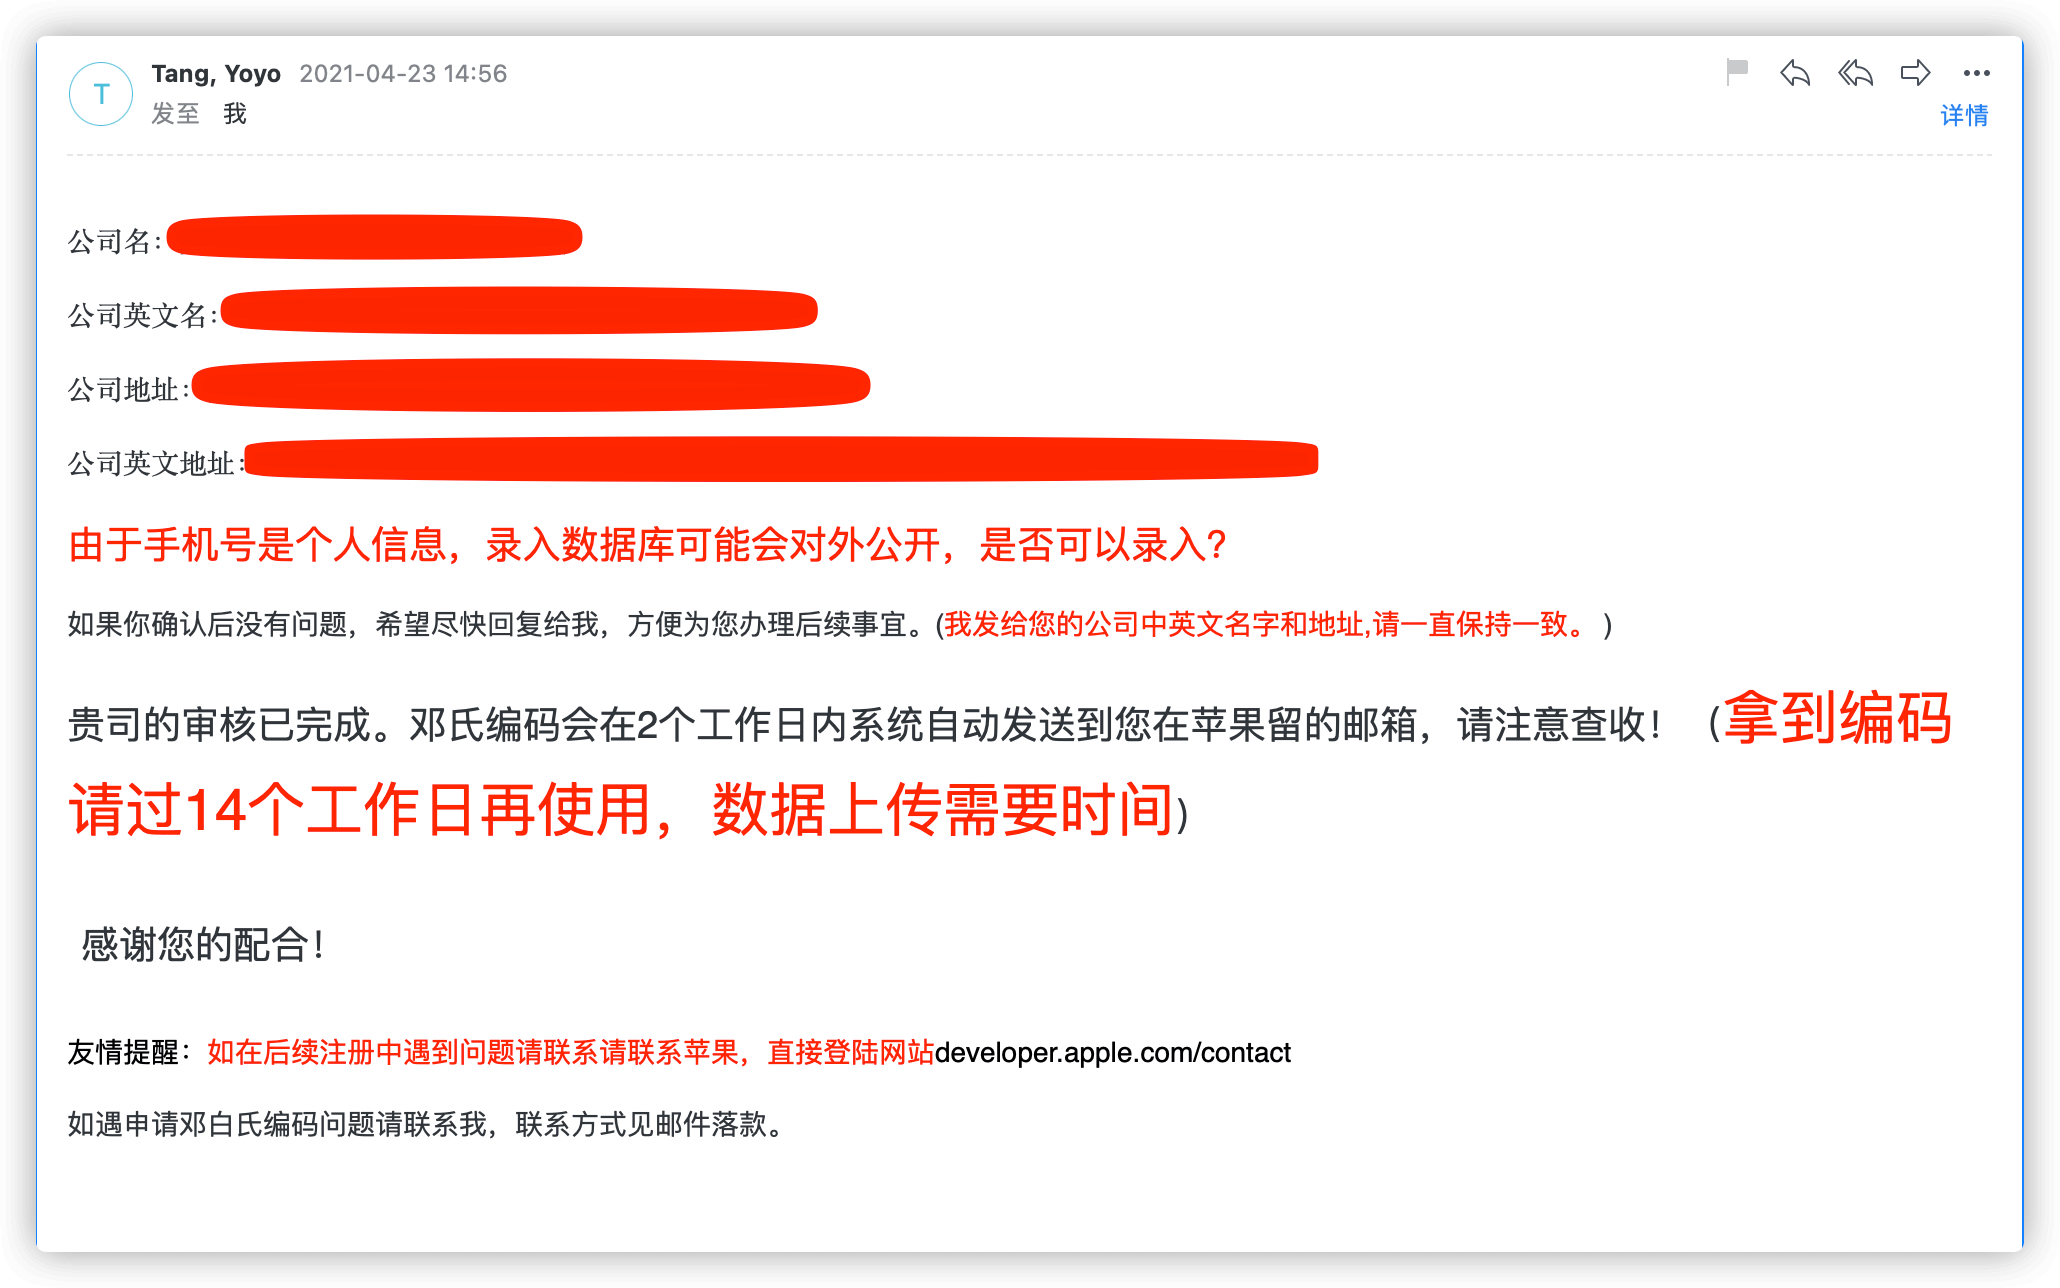 T
Tang, Yoyo 2021-04-23 14:56
发至 我
详情
公司名:
公司英文名:
公司地址:
公司英文地址:
由于手机号是个人信息，录入数据库可能会对外公开，是否可以录入?
如果你确认后没有问题，希望尽快回复给我，方便为您办理后续事宜。(我发给您的公司中英文名字和地址,请一直保持一致。 )
贵司的审核已完成。邓氏编码会在2个工作日内系统自动发送到您在苹果留的邮箱，请注意查收！（拿到编码
请过14个工作日再使用，数据上传需要时间）
感谢您的配合！
友情提醒：如在后续注册中遇到问题请联系请联系苹果，直接登陆网站developer.apple.com/contact
如遇申请邓白氏编码问题请联系我，联系方式见邮件落款。